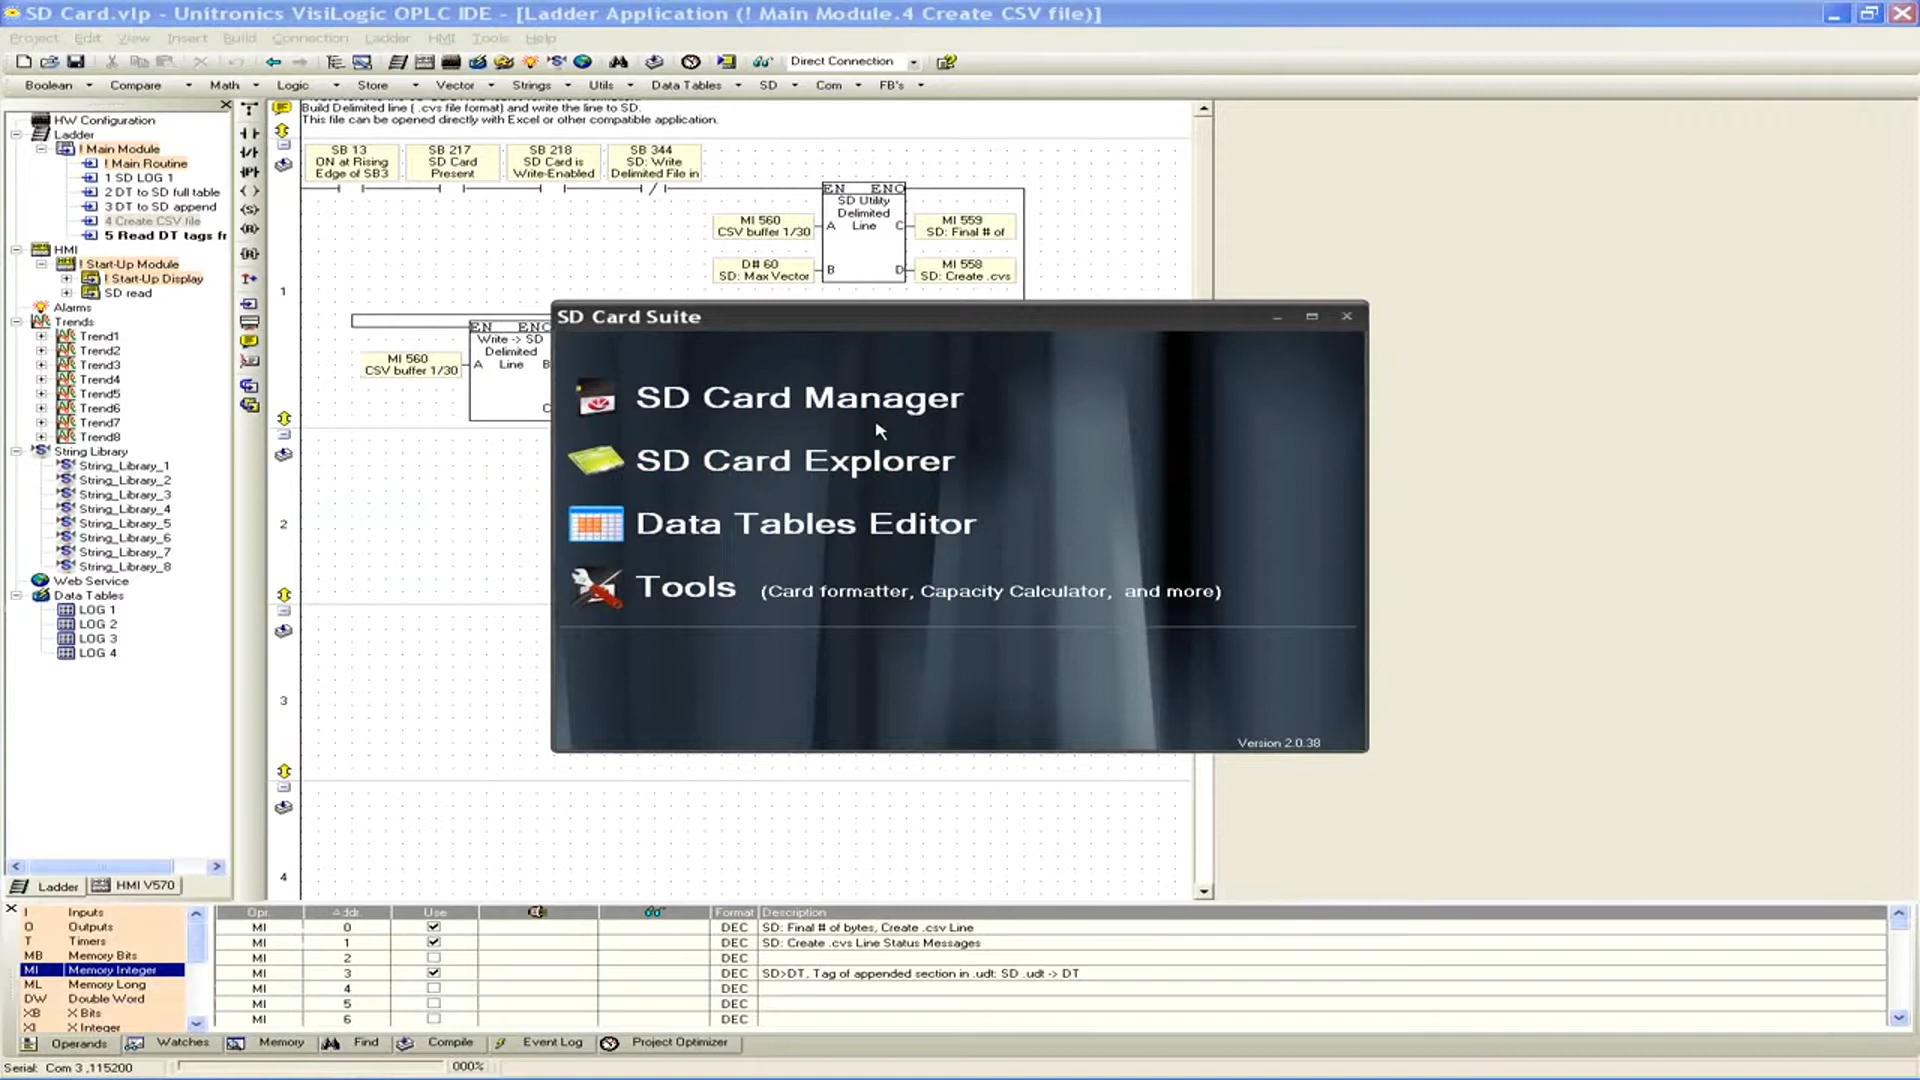 SD Card.vlp - Unitronics VisiLogic OPLC IDE - [Ladder Application (! Main Module.4 Create CSV file)]
Project Edit View Insert Build Connection Ladder HMI Tools Help
Direct Connection
Boolean Compare Math Logic Store Vector Strings Utils Data Tables SD Com FB's
HW Configuration
Ladder
! Main Module
! Main Routine
1 SD LOG 1
2 DT to SD full table
3 DT to SD append
4 Create CSV file
5 Read DT tags fr
HMI
! Start-Up Module
! Start-Up Display
SD read
Alarms
Trends
Trend1
Trend2
Trend3
Trend4
Trend5
Trend6
Trend7
Trend8
String Library
String_Library_1
String_Library_2
String_Library_3
String_Library_4
String_Library_5
String_Library_6
String_Library_7
String_Library_8
Web Service
Data Tables
LOG 1
LOG 2
LOG 3
LOG 4
Ladder HMI V570
Build Delimited line ( .cvs file format) and write the line to SD.
This file can be opened directly with Excel or other compatible application.
SB 13
ON at Rising
Edge of SB3
SB 217
SD Card
Present
SB 218
SD Card is
Write-Enabled
SB 344
SD: Write
Delimited File in
EN ENO
SD Utility
Delimited
A Line C
B D
MI 560
CSV buffer 1/30
D# 60
SD: Max Vector
MI 559
SD: Final # of
MI 558
SD: Create .cvs
1
EN ENO
Write -> SD
Delimited
A Line B
C
MI 560
CSV buffer 1/30
2
3
4
SD Card Suite
SD Card Manager
SD Card Explorer
Data Tables Editor
Tools (Card formatter, Capacity Calculator, and more)
Version 2.0.38
I Inputs
O Outputs
T Timers
MB Memory Bits
MI Memory Integer
ML Memory Long
DW Double Word
XB X Bits
XI X Integer
Opr. Addr. Use Format Description
MI 0 DEC SD: Final # of bytes, Create .csv Line
MI 1 DEC SD: Create .cvs Line Status Messages
MI 2 DEC
MI 3 DEC SD>DT, Tag of appended section in .udt: SD .udt -> DT
MI 4 DEC
MI 5 DEC
MI 6 DEC
Operands Watches Memory Find Compile Event Log Project Optimizer
Serial: Com 3 ,115200 000%